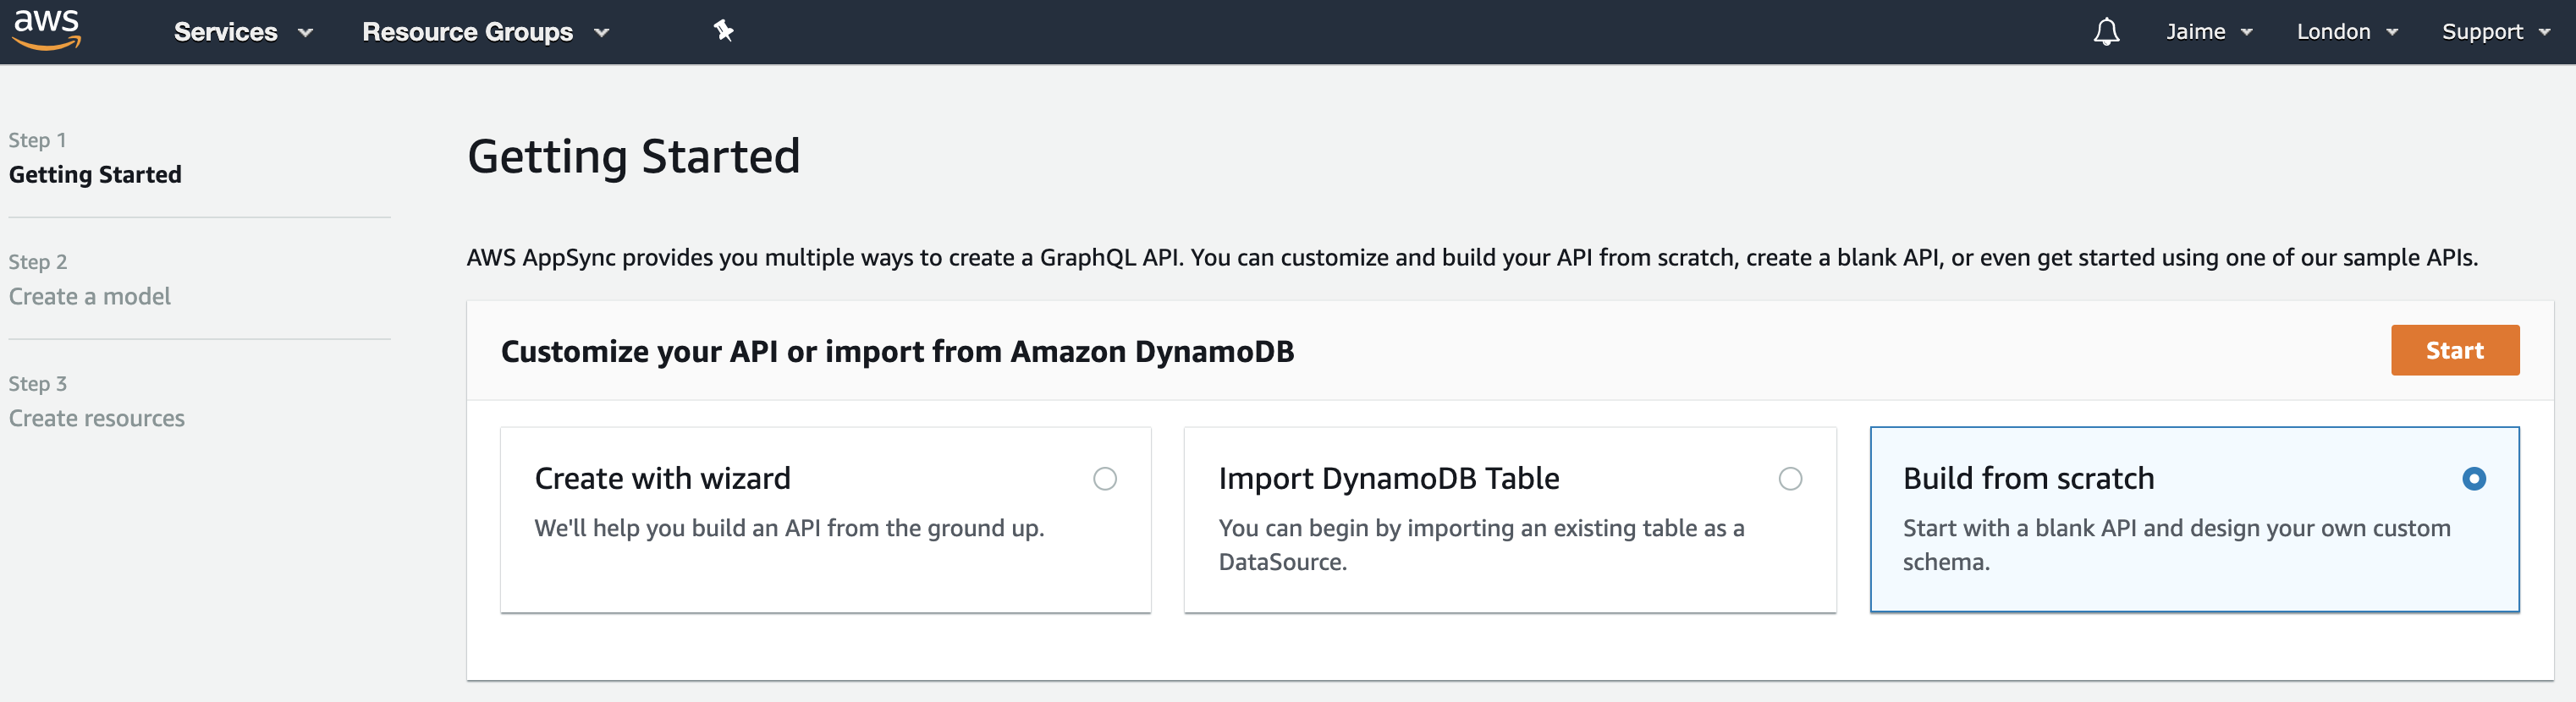 aws Services Resource Groups Jaime London Support
Step 1
Getting Started
Step 2
Create a model
Step 3
Create resources
Getting Started
AWS AppSync provides you multiple ways to create a GraphQL API. You can customize and build your API from scratch, create a blank API, or even get started using one of our sample APIs.
Customize your API or import from Amazon DynamoDB
Start
Create with wizard
We'll help you build an API from the ground up.
Import DynamoDB Table
You can begin by importing an existing table as a
DataSource.
Build from scratch
Start with a blank API and design your own custom
schema.